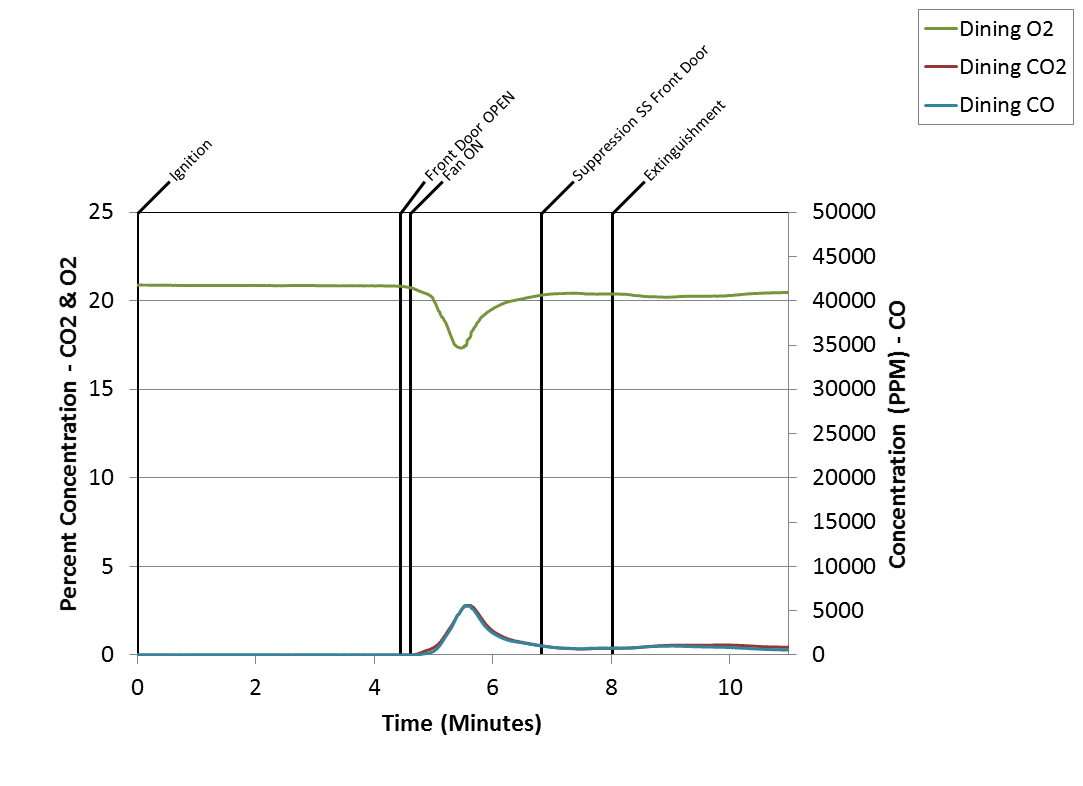 Dining O2
Dining CO2
Dining CO
Ignition
Front Door OPEN
Fan ON
Suppression SS Front Door
Extinguishment
Percent Concentration - CO2 & O2
25
20
15
10
5
0
50000
45000
40000
35000
30000
25000
20000
15000
10000
5000
0
Concentration (PPM) - CO
0 2 4 6 8 10
Time (Minutes)